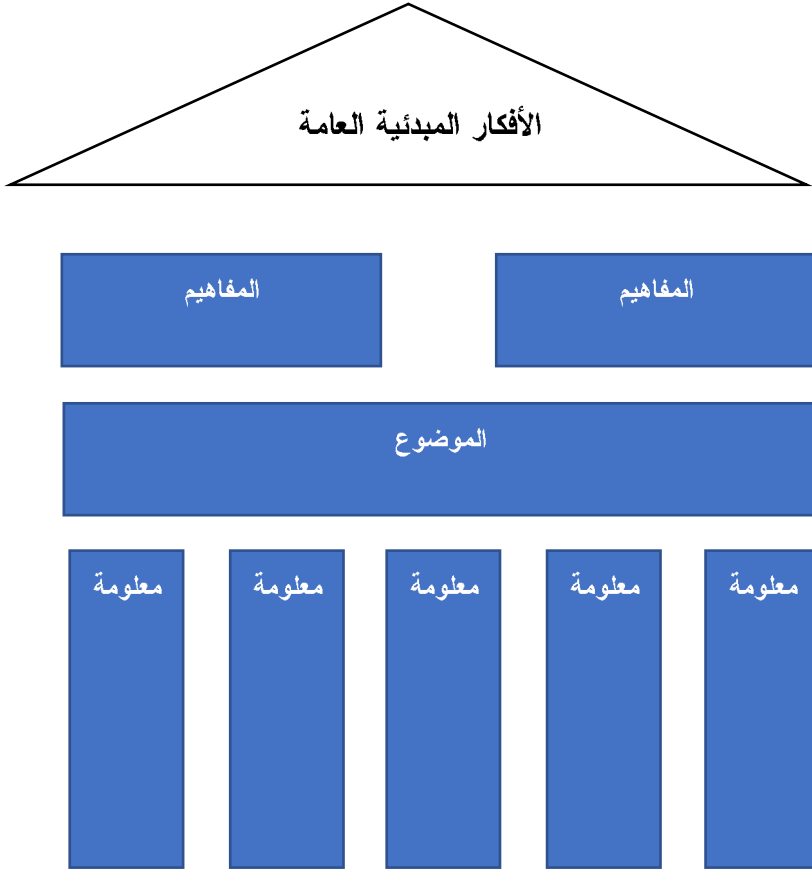 الأفكار المبدئية العامة
المفاهيم
المفاهيم
الموضوع
معلومة
معلومة
معلومة
معلومة
معلومة